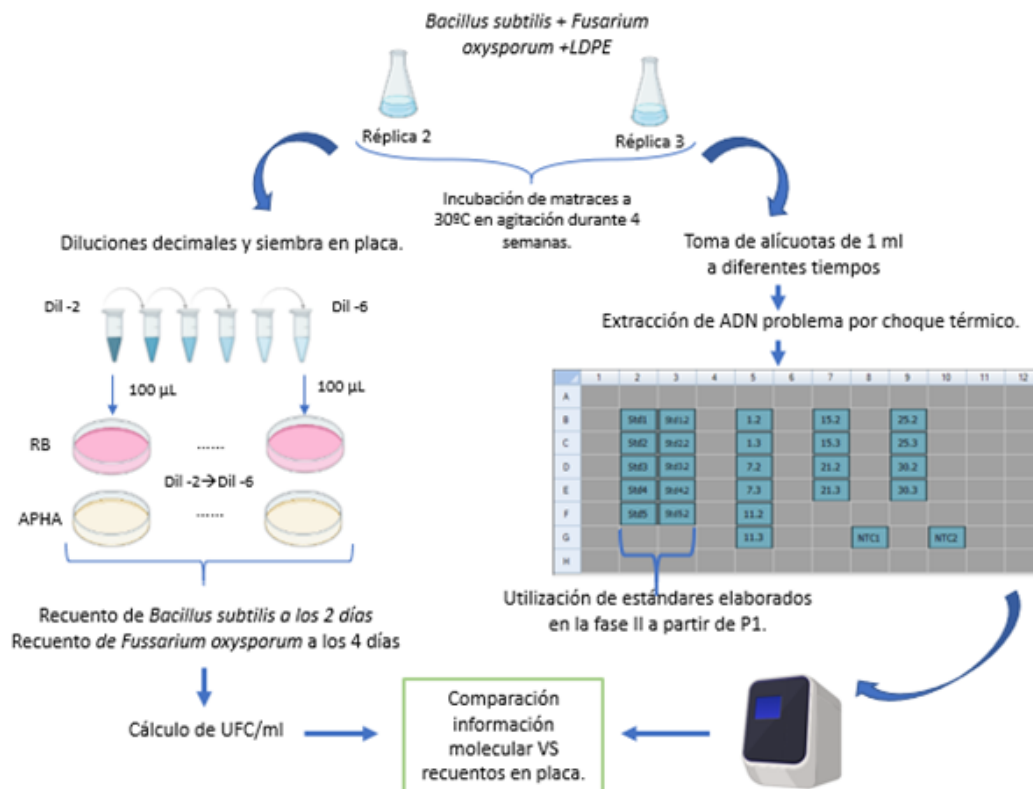 Bacillus subtilis + Fusarium
oxysporum +LDPE
Réplica 2
Réplica 3
Incubación de matraces a
30ºC en agitación durante 4
semanas.
Diluciones decimales y siembra en placa.
Dil -2
Dil -6
100 µL
100 µL
RB
......
Dil -2→Dil -6
APHA
......
Recuento de Bacillus subtilis a los 2 días
Recuento de Fussarium oxysporum a los 4 días
Cálculo de UFC/ml
Toma de alícuotas de 1 ml
a diferentes tiempos
Extracción de ADN problema por choque térmico.
1 2 3 4 5 6 7 8 9 10 11 12
A
B Std1 Std1.2 1.2 15.2 25.2
C Std2 Std2.2 1.3 15.3 25.3
D Std3 Std3.2 7.2 21.2 30.2
E Std4 Std4.2 7.3 21.3 30.3
F Std5 Std5.2 11.2
G 11.3 NTC1 NTC2
H
Utilización de estándares elaborados
en la fase II a partir de P1.
Comparación
información
molecular VS
recuentos en placa.